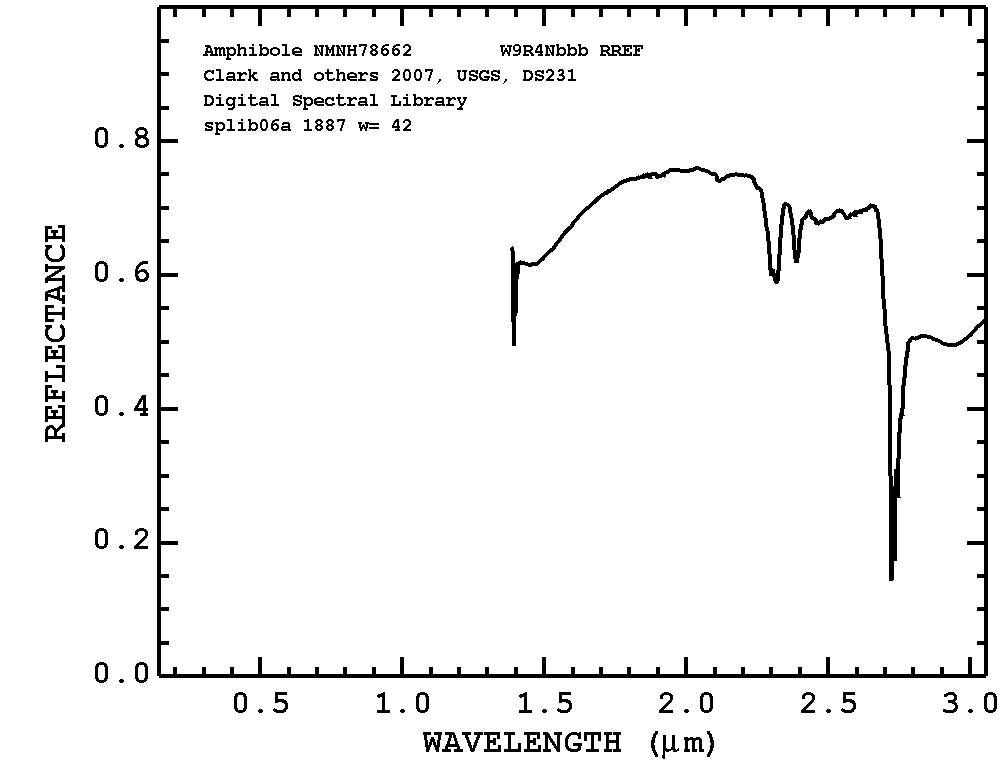 Amphibole NMNH78662 W9R4Nbbb RREF
Clark and others 2007, USGS, DS231
Digital Spectral Library
splib06a 1887 w= 42
0.8
0.6
0.4
0.2
0.0
REFLECTANCE
0.5 1.0 1.5 2.0 2.5 3.0
WAVELENGTH (μm)